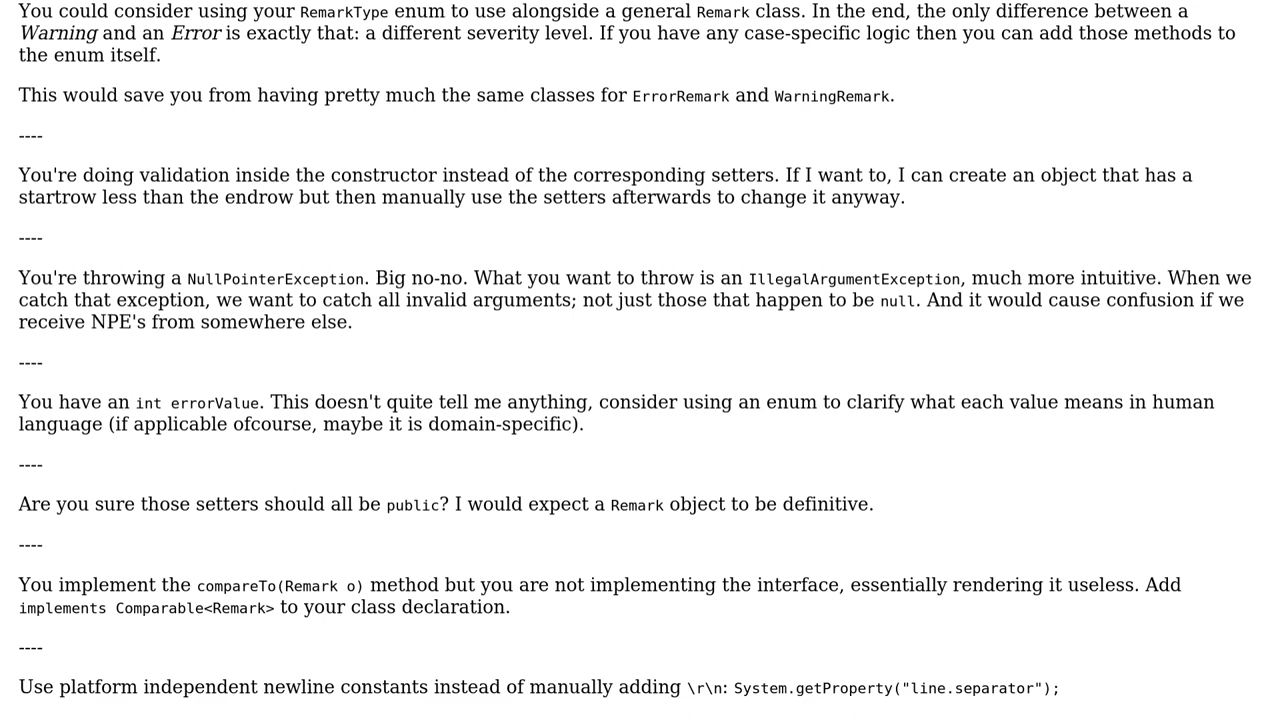 You could consider using your RemarkType enum to use alongside a general Remark class. In the end, the only difference between a
Warning and an Error is exactly that: a different severity level. If you have any case-specific logic then you can add those methods to
the enum itself.
This would save you from having pretty much the same classes for ErrorRemark and WarningRemark.
----
You're doing validation inside the constructor instead of the corresponding setters. If I want to, I can create an object that has a
startrow less than the endrow but then manually use the setters afterwards to change it anyway.
----
You're throwing a NullPointerException. Big no-no. What you want to throw is an IllegalArgumentException, much more intuitive. When we
catch that exception, we want to catch all invalid arguments; not just those that happen to be null. And it would cause confusion if we
receive NPE's from somewhere else.
----
You have an int errorValue. This doesn't quite tell me anything, consider using an enum to clarify what each value means in human
language (if applicable ofcourse, maybe it is domain-specific).
----
Are you sure those setters should all be public? I would expect a Remark object to be definitive.
----
You implement the compareTo(Remark o) method but you are not implementing the interface, essentially rendering it useless. Add
implements Comparable<Remark> to your class declaration.
----
Use platform independent newline constants instead of manually adding \r\n: System.getProperty("line.separator");